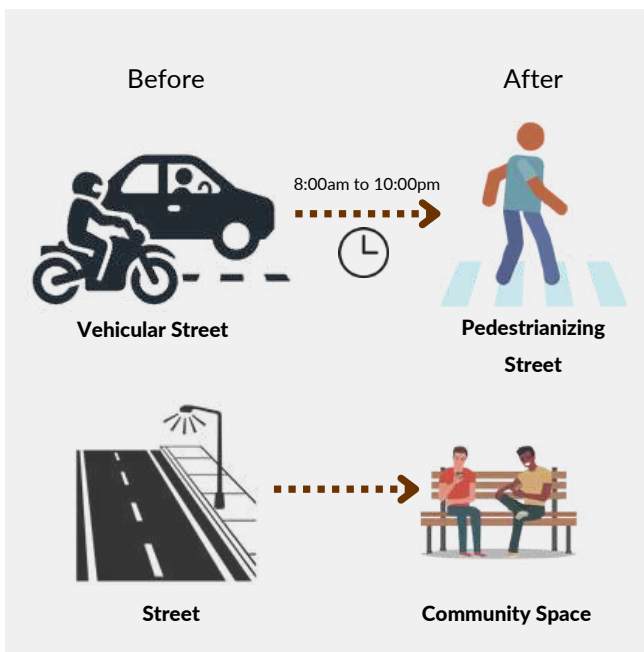 Before
After
8:00am to 10:00pm
Vehicular Street
Pedestrianizing
Street
Street
Community Space